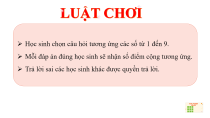 LUẬT CHƠI
➢ Học sinh chọn câu hỏi tương ứng các số từ 1 đến 9.
➢ Mỗi đáp án đúng học sinh sẽ nhận số điểm cộng tương ứng.
➢ Trả lời sai các học sinh khác được quyền trả lời.